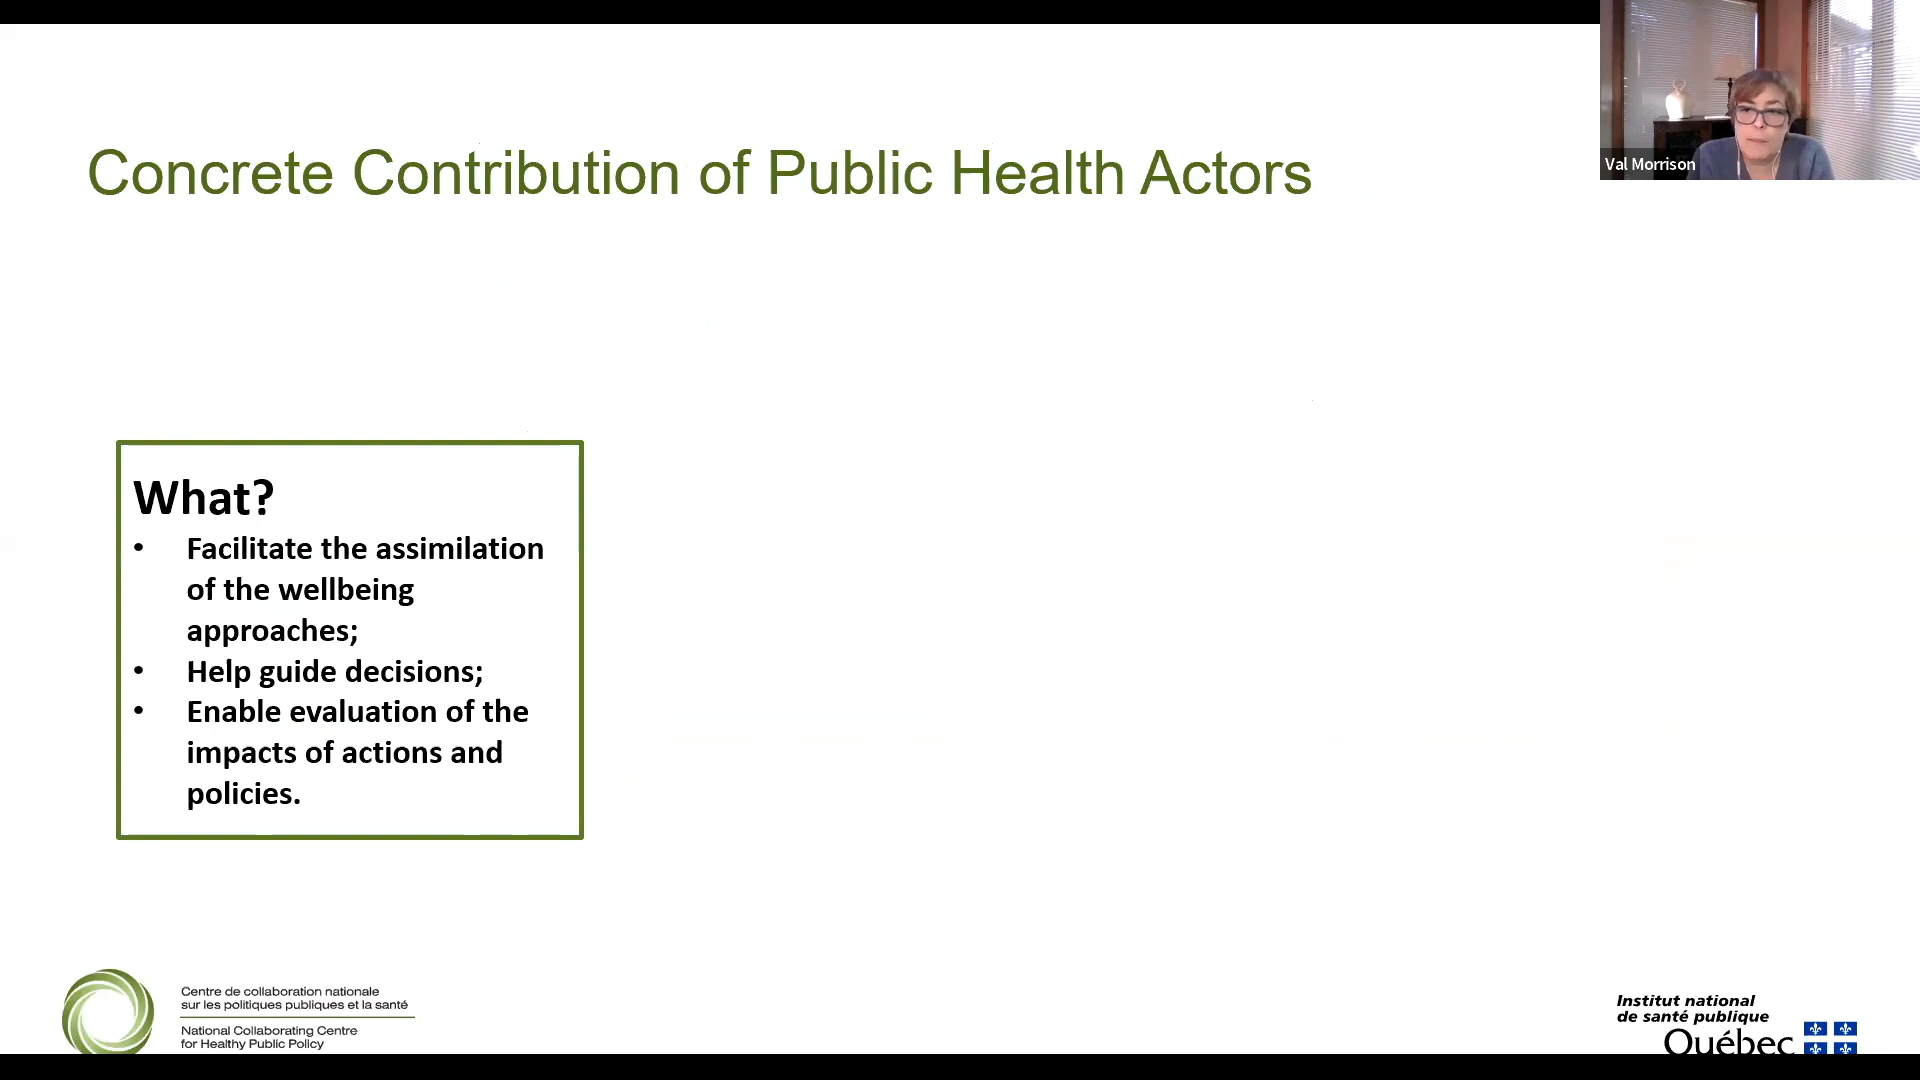 Concrete Contribution of Public Health Actors
Val Morrison
What?
• Facilitate the assimilation
of the wellbeing
approaches;
• Help guide decisions;
• Enable evaluation of the
impacts of actions and
policies.
Centre de collaboration nationale
sur les politiques publiques et la santé
National Collaborating Centre
for Healthy Public Policy
Institut national
de santé publique
Québec